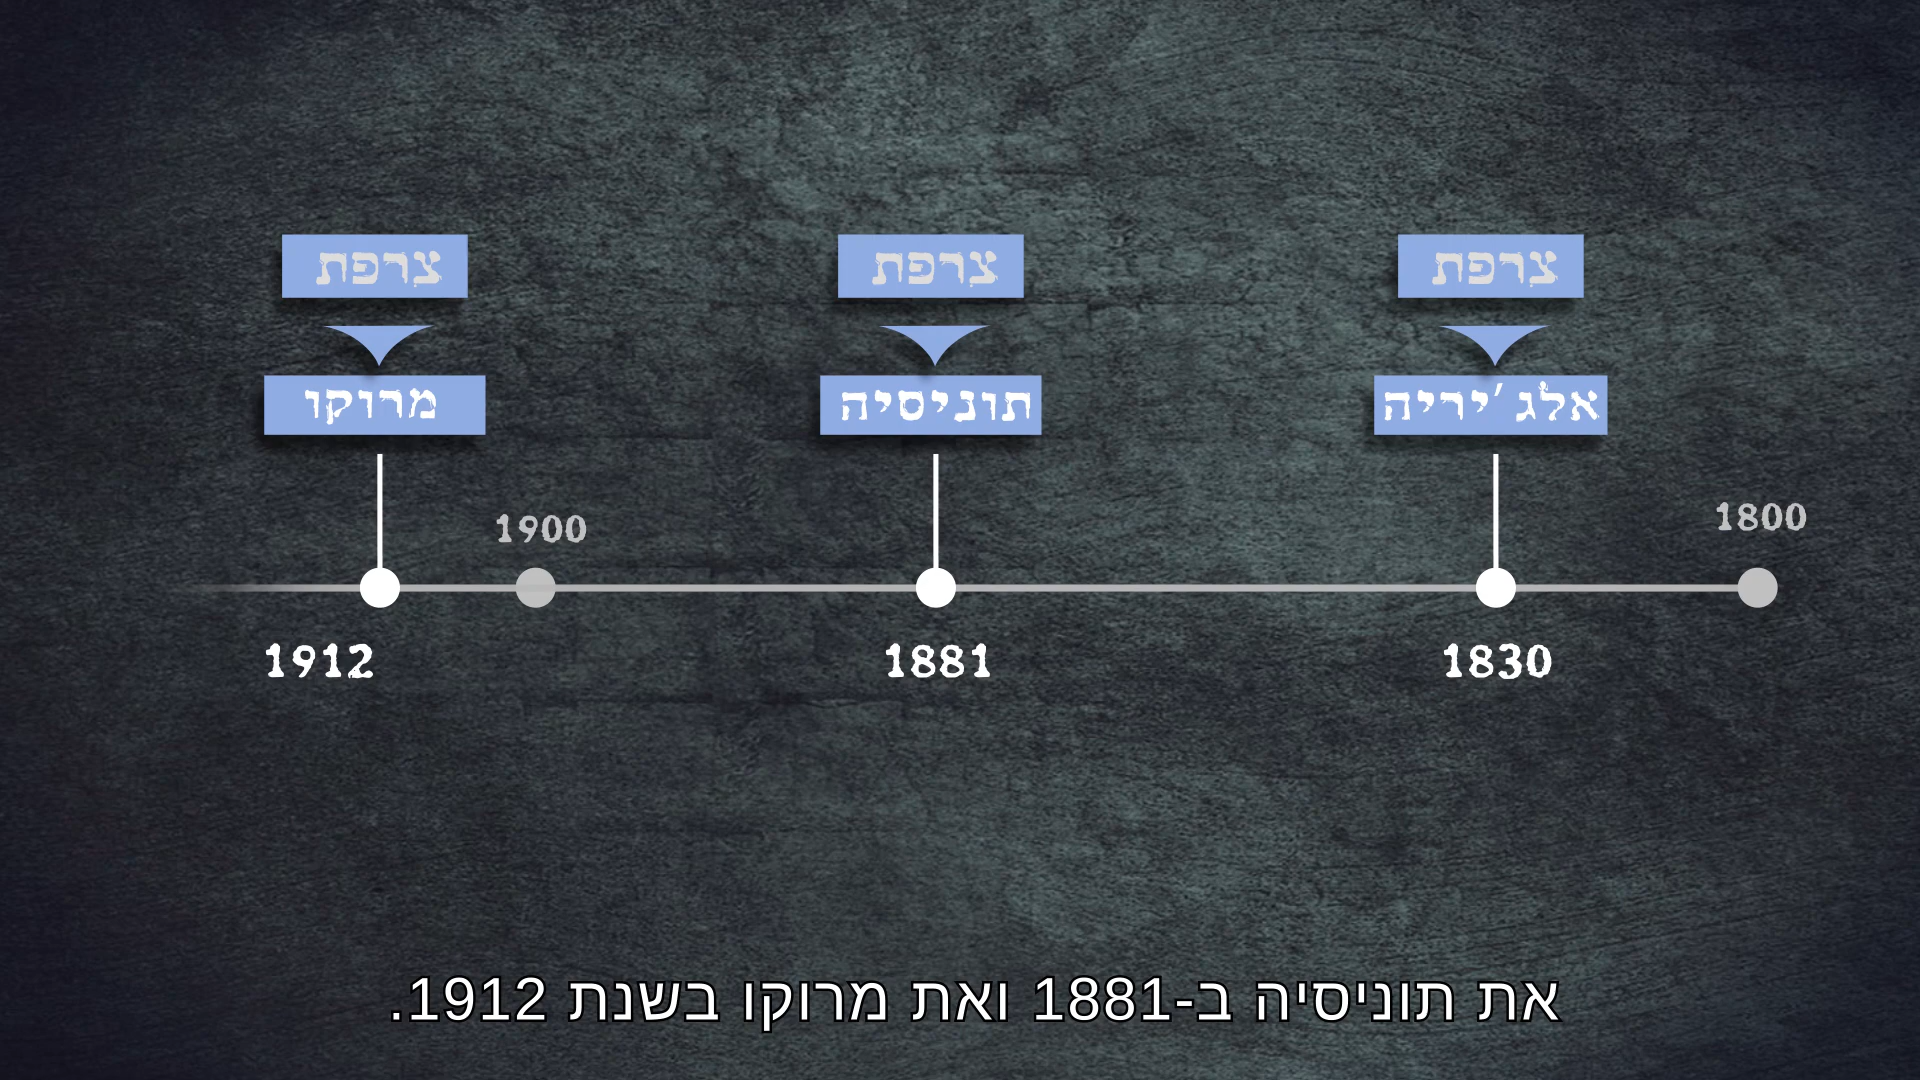 צרפת
צרפת
צרפת
אלג'יריה
תוניסיה
מרוקו
1800
1900
1830
1881
1912
את תוניסיה ב-1881 ואת מרוקו בשנת 1912.